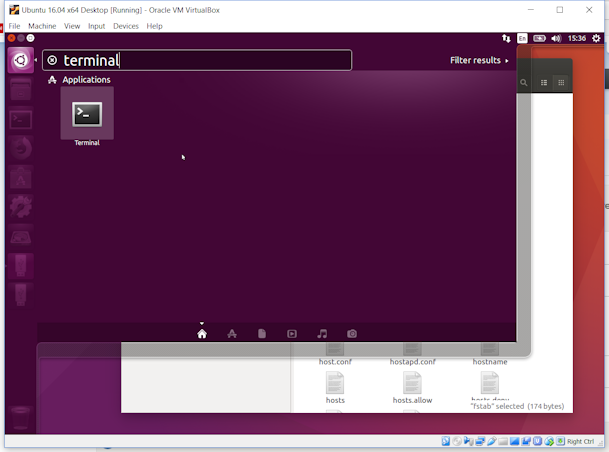 Ubuntu 16.04 x64 Desktop [Running] - Oracle VM VirtualBox
File Machine View Input Devices Help
En 15:36
terminal
Filter results
Applications
Terminal
host.conf hostapd.conf hostname
hosts hosts.allow hosts.deny
"fstab" selected (174 bytes)
Right Ctrl